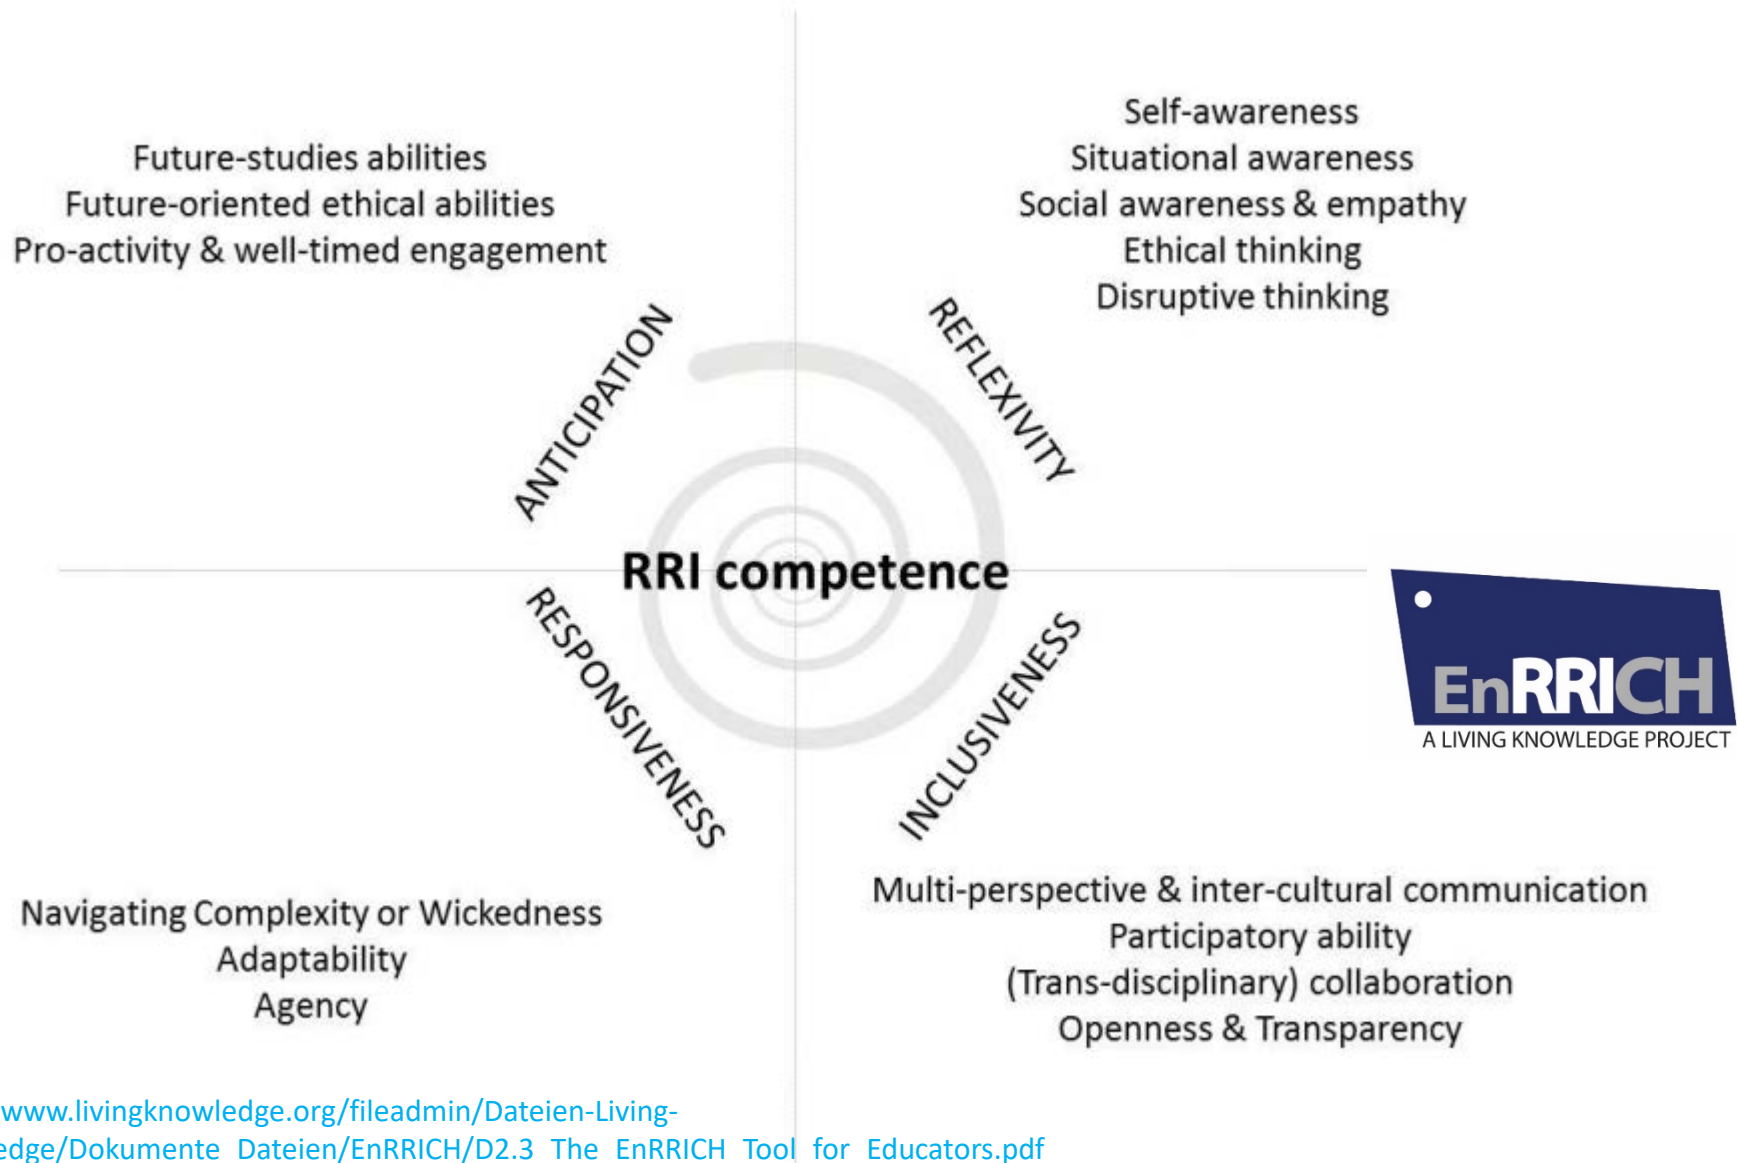 Future-studies abilities
Future-oriented ethical abilities
Pro-activity & well-timed engagement
ANTICIPATION
Self-awareness
Situational awareness
Social awareness & empathy
Ethical thinking
Disruptive thinking
REFLEXIVITY
RRI competence
RESPONSIVENESS
Navigating Complexity or Wickedness
Adaptability
Agency
INCLUSIVENESS
Multi-perspective & inter-cultural communication
Participatory ability
(Trans-disciplinary) collaboration
Openness & Transparency
EnRRICH
A LIVING KNOWLEDGE PROJECT
www.livingknowledge.org/fileadmin/Dateien-Living-
edge/Dokumente_Dateien/EnRRICH/D2.3_The_EnRRICH_Tool_for_Educators.pdf